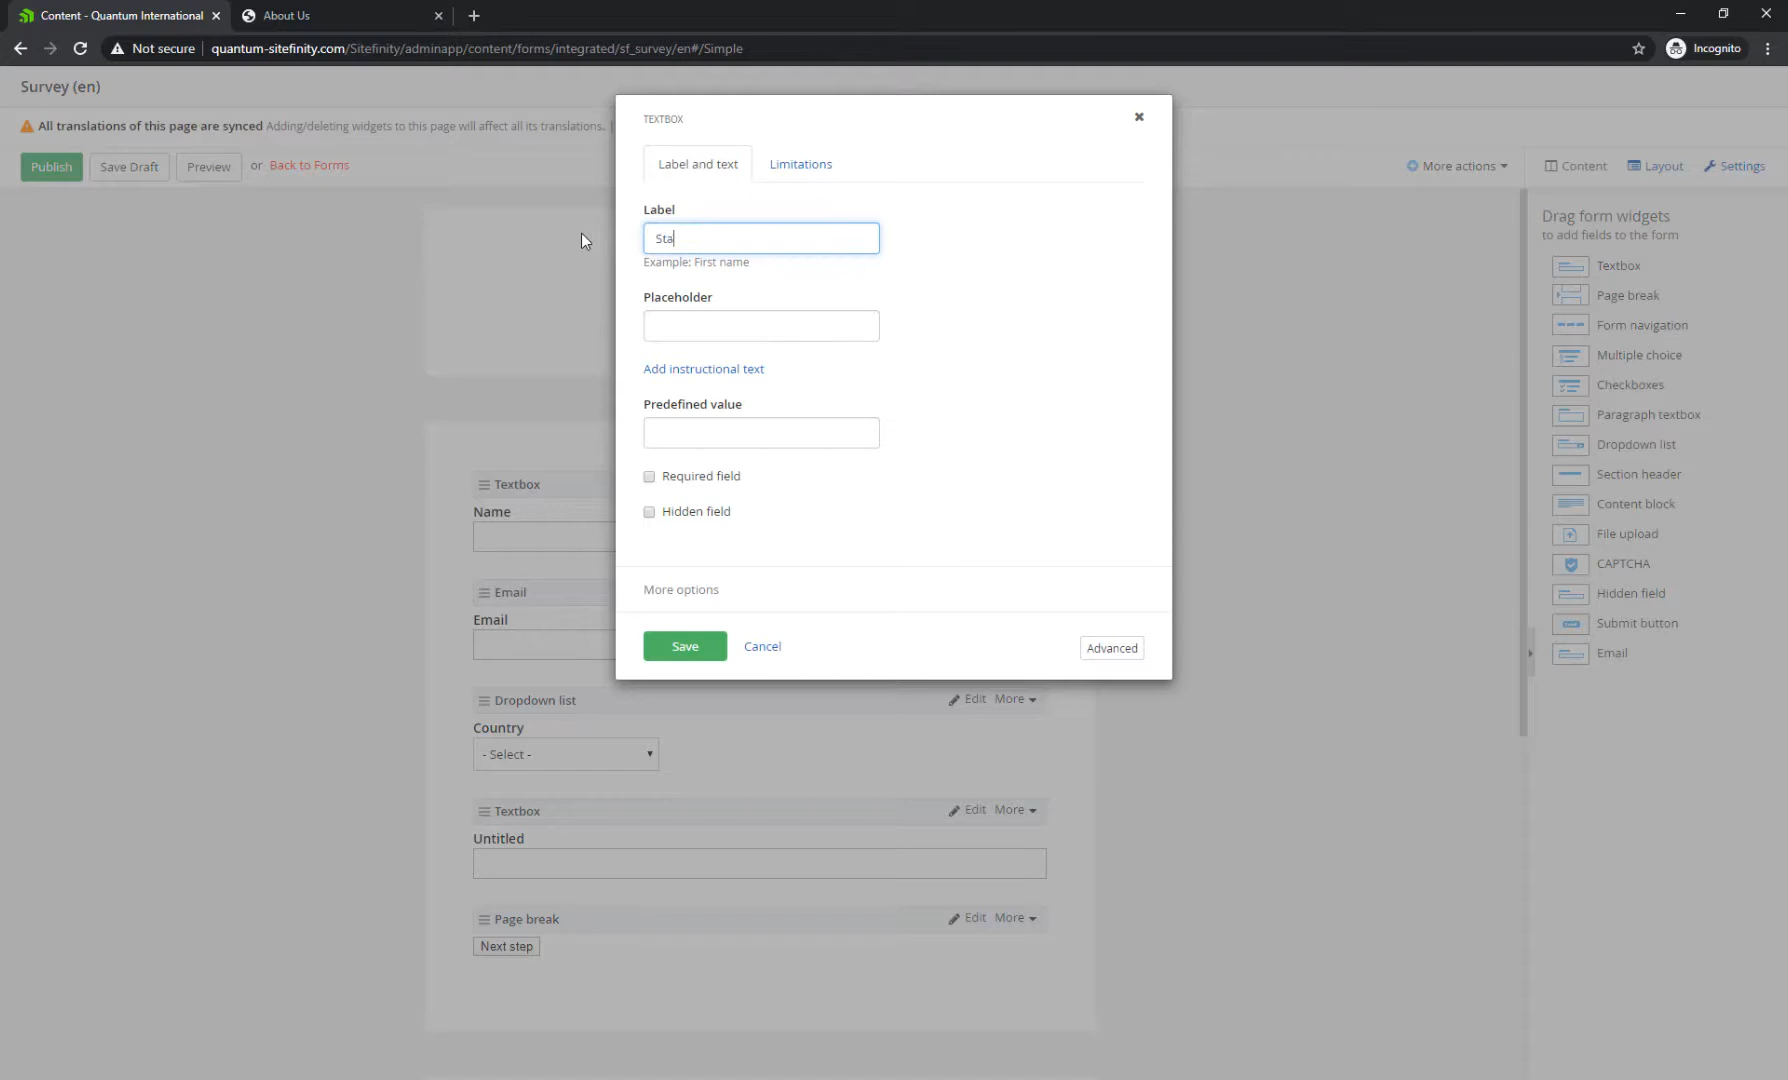 Content - Quantum International
About Us
Not secure quantum-sitefinity.com/Sitefinity/adminapp/content/forms/integrated/sf_survey/en#/Simple
Incognito
Survey (en)
All translations of this page are synced Adding/deleting widgets to this page will affect all its translations.
Publish Save Draft Preview or Back to Forms
More actions
Content Layout Settings
TEXTBOX
Label and text Limitations
Label
Sta
Example: First name
Placeholder
Add instructional text
Predefined value
Required field
Hidden field
More options
Save Cancel Advanced
Textbox
Name
Email
Email
Dropdown list Edit More
Country
- Select -
Textbox Edit More
Untitled
Page break Edit More
Next step
Drag form widgets
to add fields to the form
Textbox
Page break
Form navigation
Multiple choice
Checkboxes
Paragraph textbox
Dropdown list
Section header
Content block
File upload
CAPTCHA
Hidden field
Submit button
Email